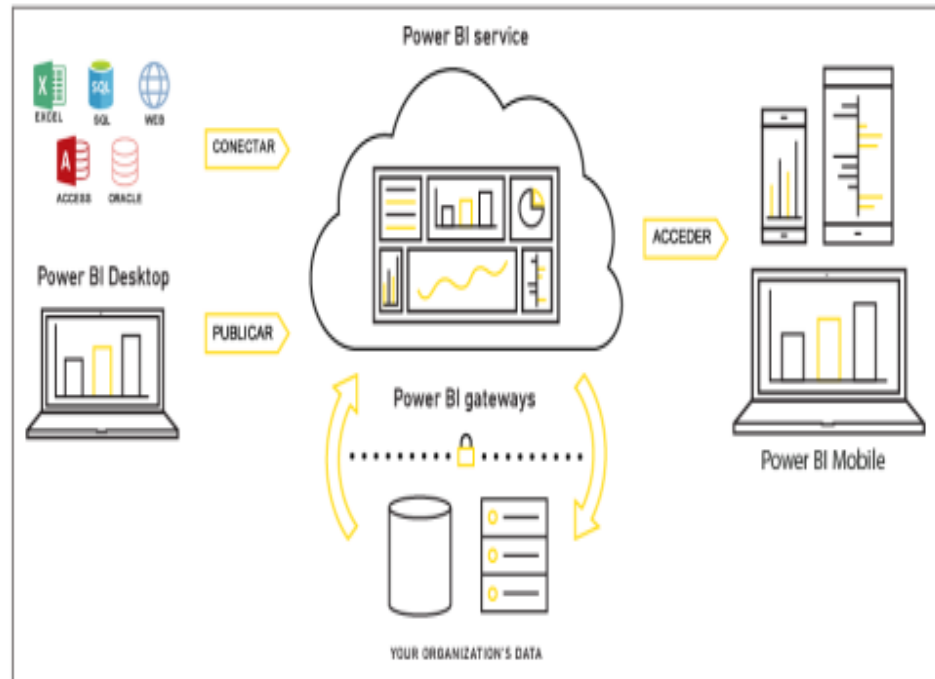 Power BI service
EXCEL
SQL
SQL
WEB
A
ACCESS
ORACLE
X
CONECTAR
Power BI Desktop
PUBLICAR
ACCEDER
Power BI gateways
Power BI Mobile
YOUR ORGANIZATION'S DATA